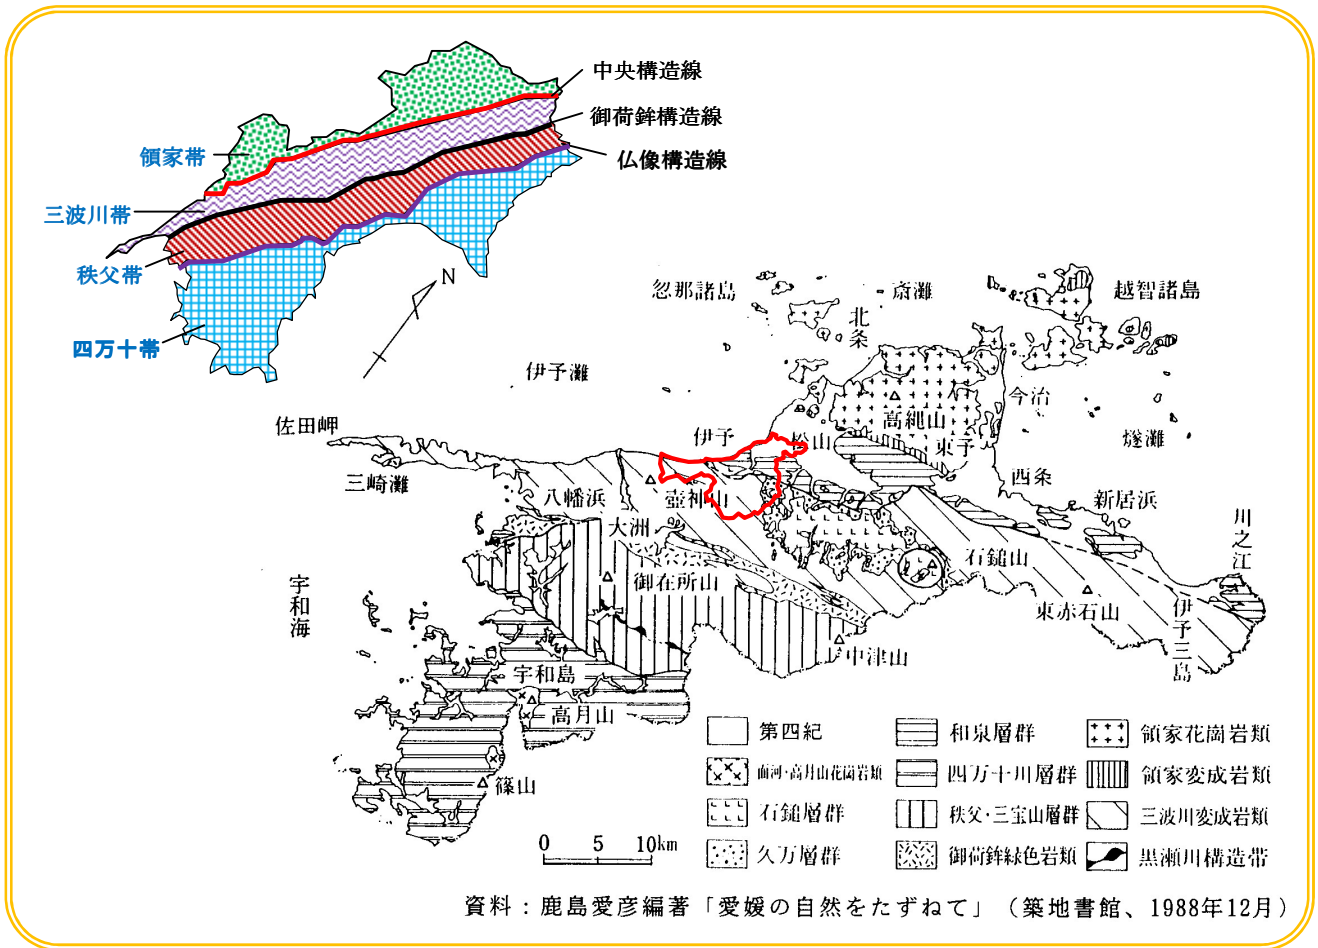 中央構造線
御荷鉾構造線
仏像構造線
領家帯
三波川帯
秩父帯
四万十帯
N
忽那諸島
斎灘
越智諸島
北条
伊予灘
今治
高縄山
燧灘
佐田岬
伊予
松山
東予
三崎灘
西条
新居浜
八幡浜
壺神山
川之江
大洲
石鎚山
御在所山
東赤石山
宇和海
伊予三島
中津山
宇和島
高月山
篠山
第四紀
和泉層群
領家花崗岩類
面河・高月山花崗岩類
四万十川層群
領家変成岩類
石鎚層群
秩父・三宝山層群
三波川変成岩類
久万層群
御荷鉾緑色岩類
黒瀬川構造帯
0 5 10km
資料：鹿島愛彦編著「愛媛の自然をたずねて」（築地書館、1988年12月）